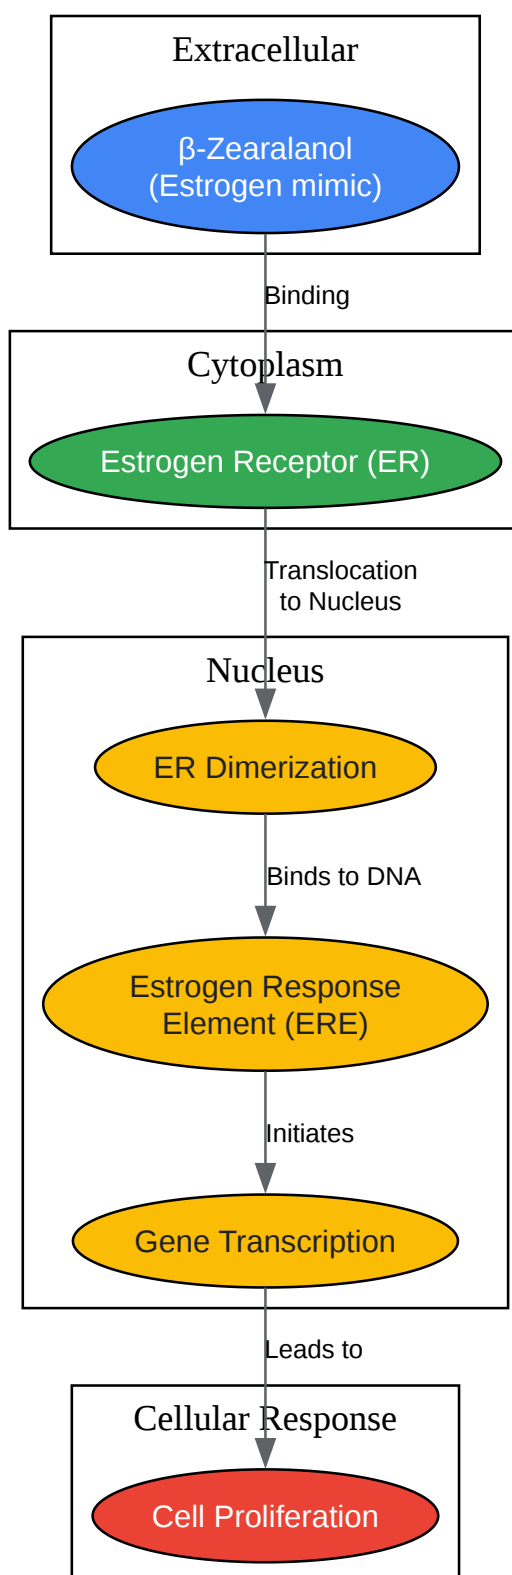 Extracellular
β-Zearalanol
(Estrogen mimic)
Binding
Cytoplasm
Estrogen Receptor (ER)
Translocation
to Nucleus
Nucleus
ER Dimerization
Binds to DNA
Estrogen Response
Element (ERE)
Initiates
Gene Transcription
Leads to
Cellular Response
Cell Proliferation